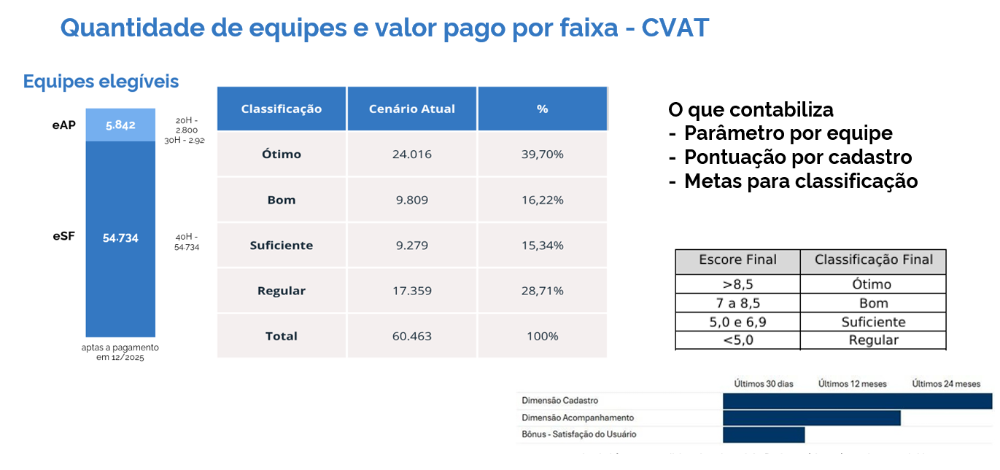 Quantidade de equipes e valor pago por faixa - CVAT
Equipes elegíveis
eAP
5.842
20H -
2.800
30H - 2.92
eSF
54.734
40H -
54.734
aptas a pagamento
em 12/2025
Classificação Cenário Atual %
Ótimo 24.016 39,70%
Bom 9.809 16,22%
Suficiente 9.279 15,34%
Regular 17.359 28,71%
Total 60.463 100%
O que contabiliza
- Parâmetro por equipe
- Pontuação por cadastro
- Metas para classificação
Escore Final Classificação Final
>8,5 Ótimo
7 a 8,5 Bom
5,0 e 6,9 Suficiente
<5,0 Regular
Últimos 30 dias Últimos 12 meses Últimos 24 meses
Dimensão Cadastro
Dimensão Acompanhamento
Bônus - Satisfação do Usuário